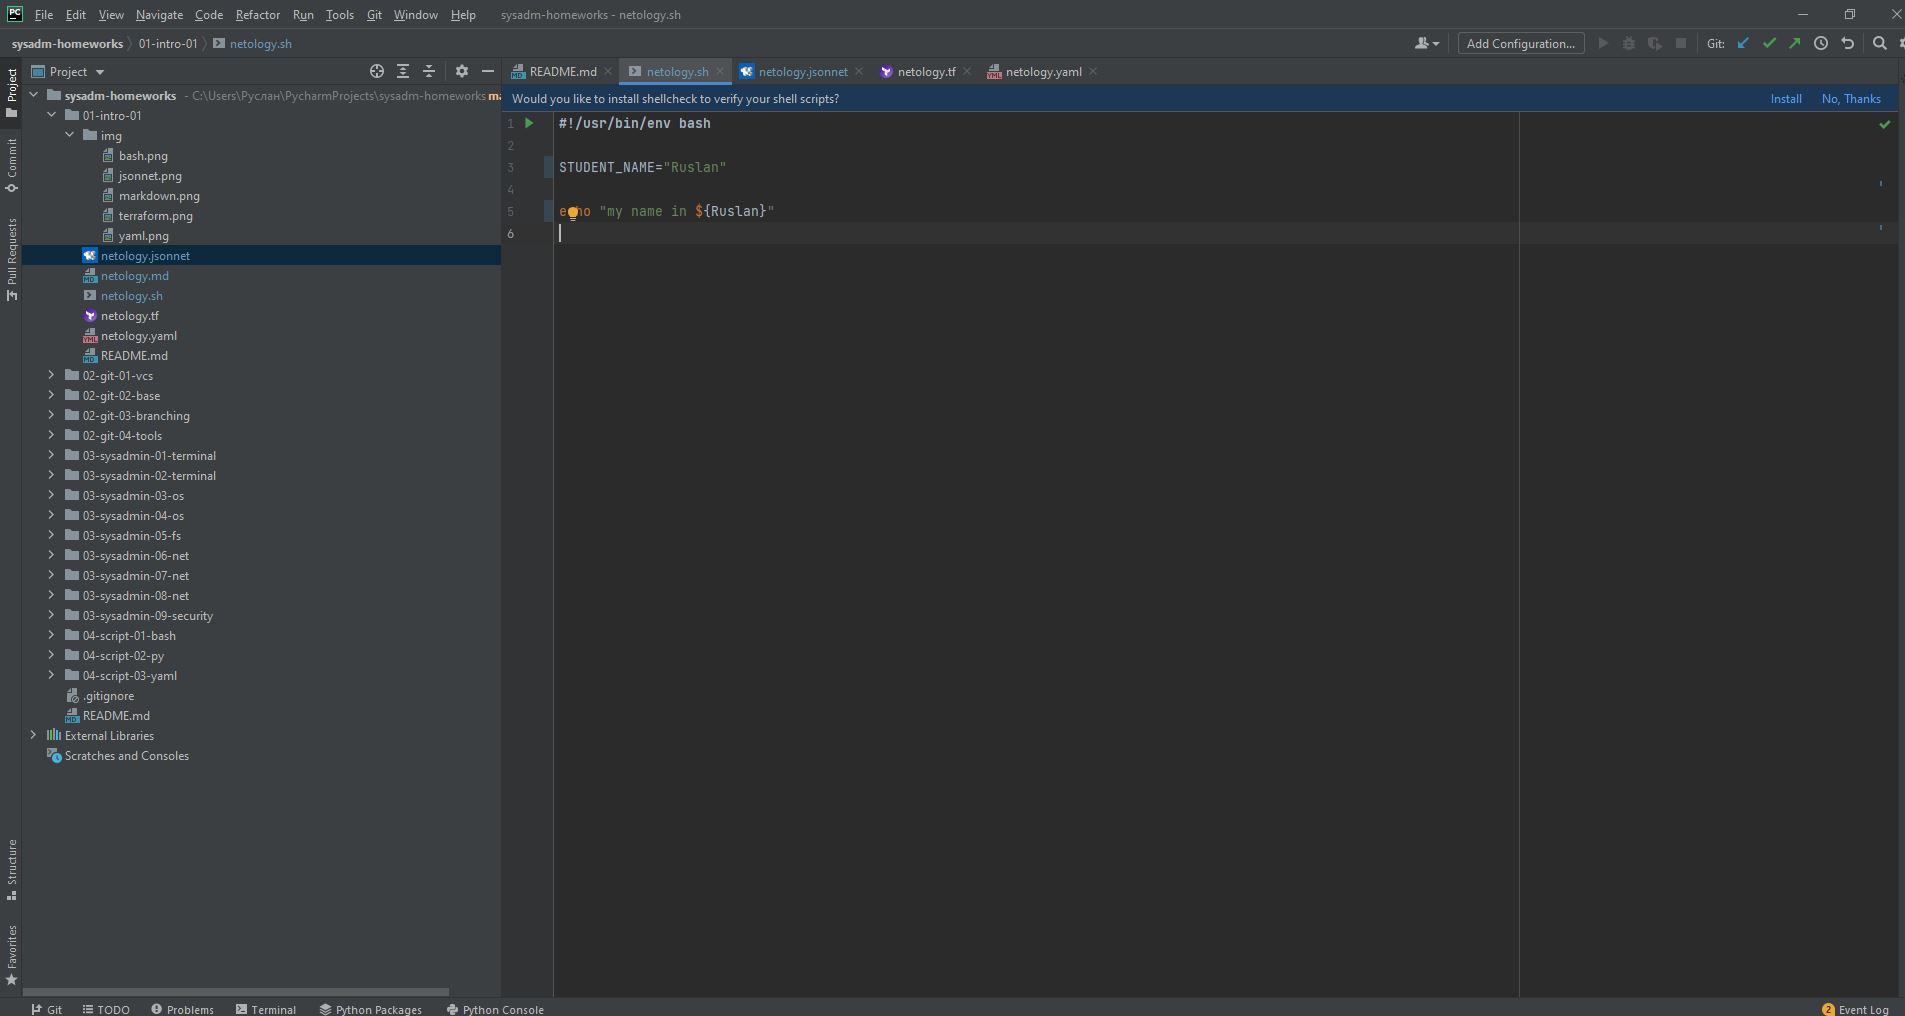 PC File Edit View Navigate Code Refactor Run Tools Git Window Help sysadm-homeworks - netology.sh
sysadm-homeworks 01-intro-01 netology.sh Add Configuration... Git:
Project
README.md netology.sh netology.jsonnet netology.tf netology.yaml
Would you like to install shellcheck to verify your shell scripts? Install No, Thanks
sysadm-homeworks - C:\Users\Руслан\PycharmProjects\sysadm-homeworks
01-intro-01
img
bash.png
jsonnet.png
markdown.png
terraform.png
yaml.png
netology.jsonnet
netology.md
netology.sh
netology.tf
netology.yaml
README.md
02-git-01-vcs
02-git-02-base
02-git-03-branching
02-git-04-tools
03-sysadmin-01-terminal
03-sysadmin-02-terminal
03-sysadmin-03-os
03-sysadmin-04-os
03-sysadmin-05-fs
03-sysadmin-06-net
03-sysadmin-07-net
03-sysadmin-08-net
03-sysadmin-09-security
04-script-01-bash
04-script-02-py
04-script-03-yaml
.gitignore
README.md
External Libraries
Scratches and Consoles
1 #!/usr/bin/env bash
2
3 STUDENT_NAME="Ruslan"
4
5 echo "my name in ${Ruslan}"
6
Project
Commit
Pull Requests
Structure
Favorites
Git TODO Problems Terminal Python Packages Python Console 2 Event Log